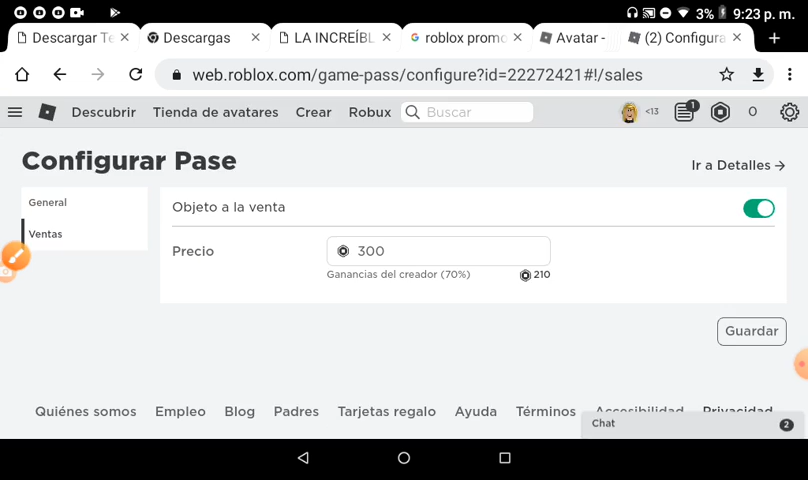 3% 9:23 p. m.
Descargar Te Descargas LA INCREÍBL roblox promo Avatar - (2) Configura
web.roblox.com/game-pass/configure?id=22272421#!/sales
Descubrir Tienda de avatares Crear Robux Buscar <13 1 0
Configurar Pase
Ir a Detalles
General
Ventas
Objeto a la venta
Precio
300
Ganancias del creador (70%) 210
Guardar
Quiénes somos Empleo Blog Padres Tarjetas regalo Ayuda Términos Accesibilidad Privacidad
Chat 2